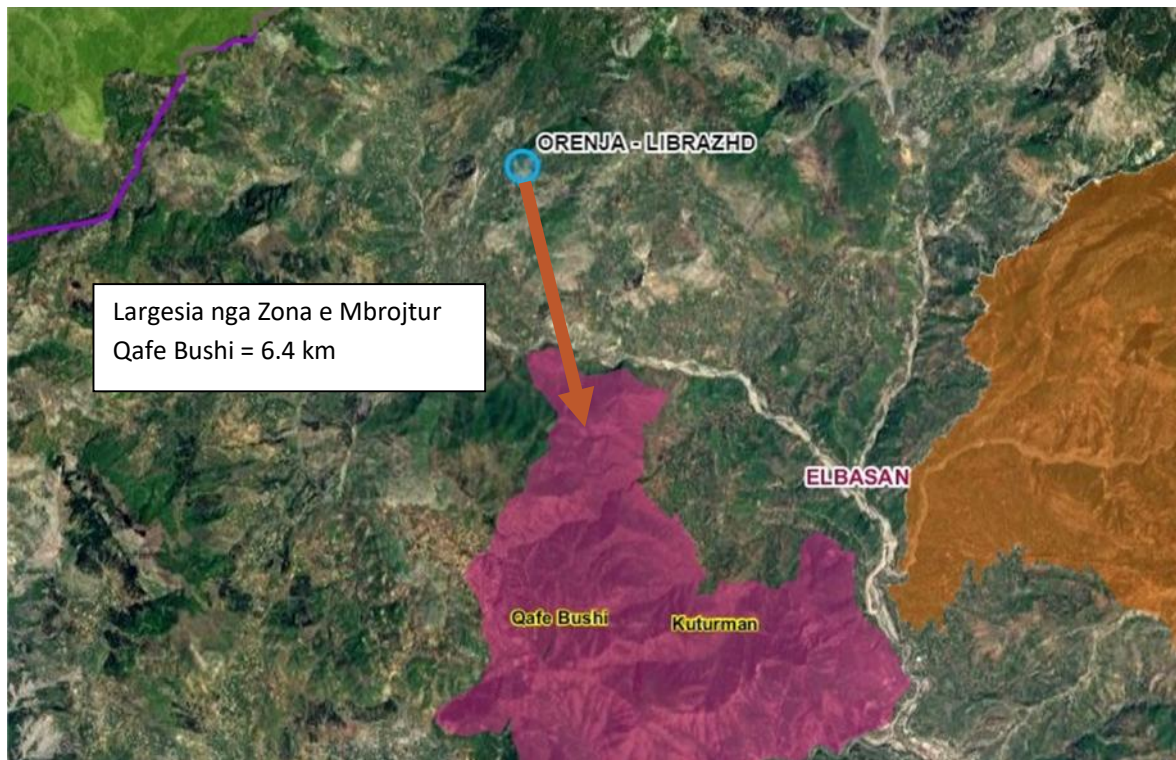 ORENJA - LIBRAZHD
Largesia nga Zona e Mbrojtur
Qafe Bushi = 6.4 km
ELBASAN
Qafe Bushi
Kuturman